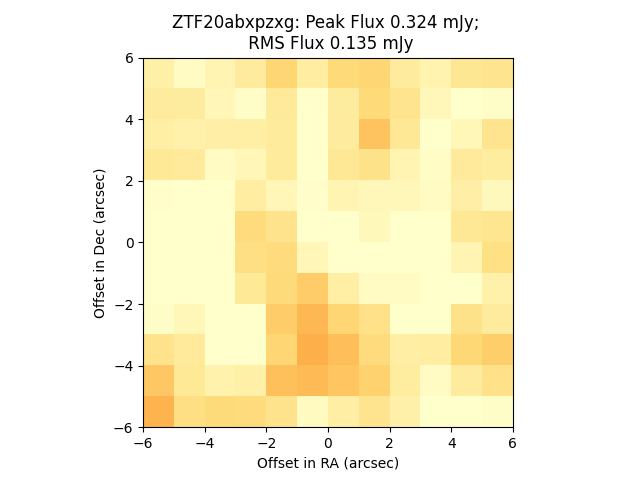 ZTF20abxpzxg: Peak Flux 0.324 mJy;
RMS Flux 0.135 mJy
6
4
2
0
−2
−4
−6
Offset in Dec (arcsec)
−6 −4 −2 0 2 4 6
Offset in RA (arcsec)